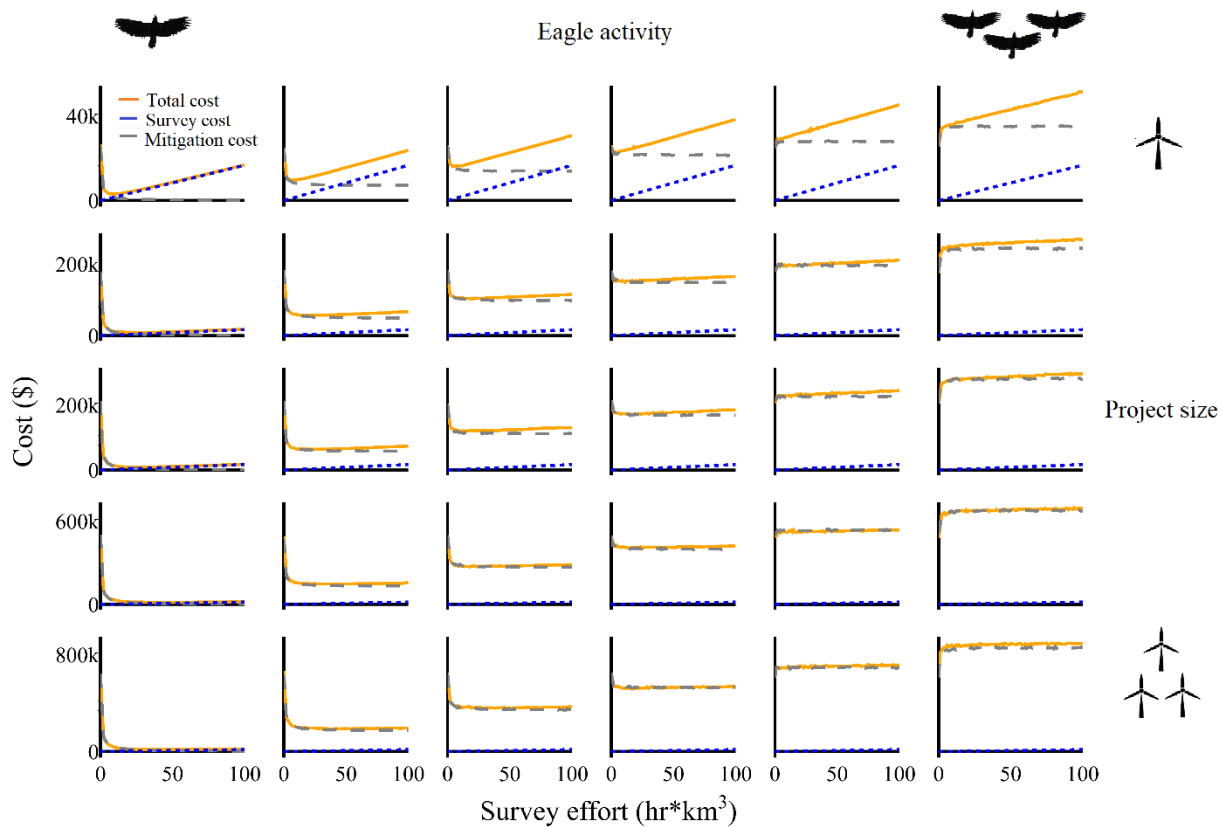 Eagle activity
Total cost
Survey cost
Mitigation cost
40k
0
200k
0
Cost ($)
200k
0
Project size
600k
0
800k
0
0 50 100 0 50 100 0 50 100 0 50 100 0 50 100 0 50 100
Survey effort (hr*km³)